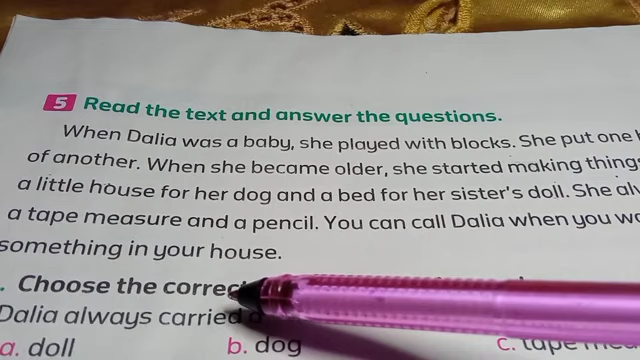 5 Read the text and answer the questions.
When Dalia was a baby, she played with blocks. She put one
of another. When she became older, she started making things
a little house for her dog and a bed for her sister's doll. She
a tape measure and a pencil. You can call Dalia when you
something in your house.
. Choose the
Dalia always carried
a. doll
b. dog
c. tape